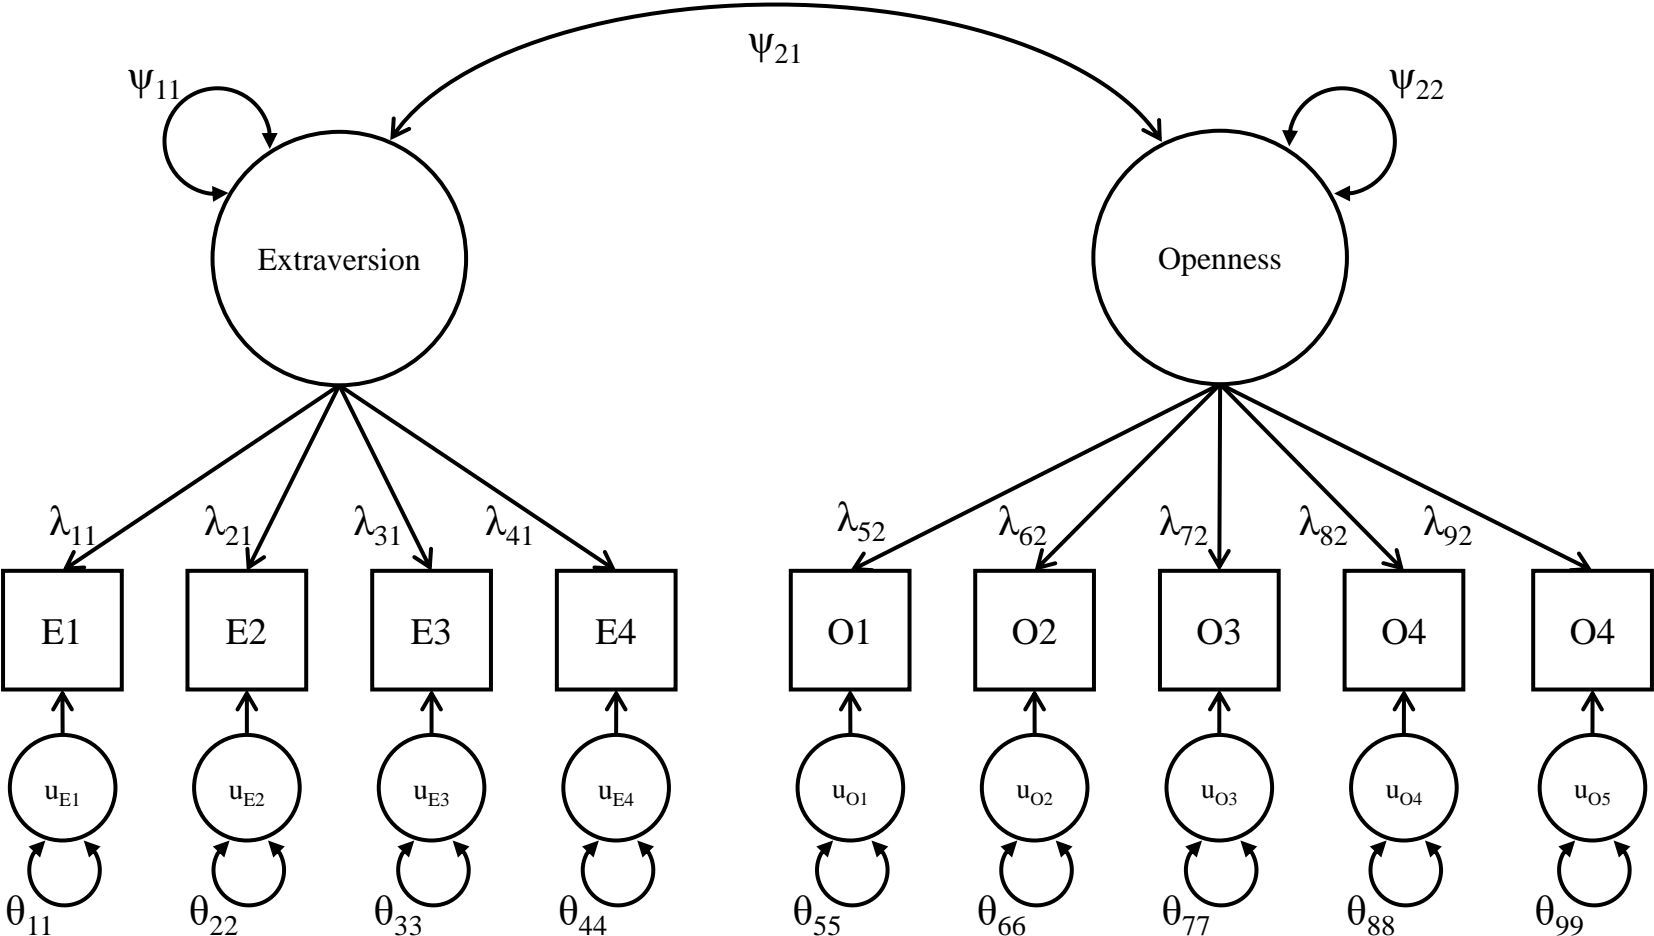 ψ21
ψ11
ψ22
Extraversion
Openness
λ11 λ21 λ31 λ41 λ52 λ62 λ72 λ82 λ92
E1 E2 E3 E4 O1 O2 O3 O4 O4
uE1 uE2 uE3 uE4 uO1 uO2 uO3 uO4 uO5
θ11 θ22 θ33 θ44 θ55 θ66 θ77 θ88 θ99